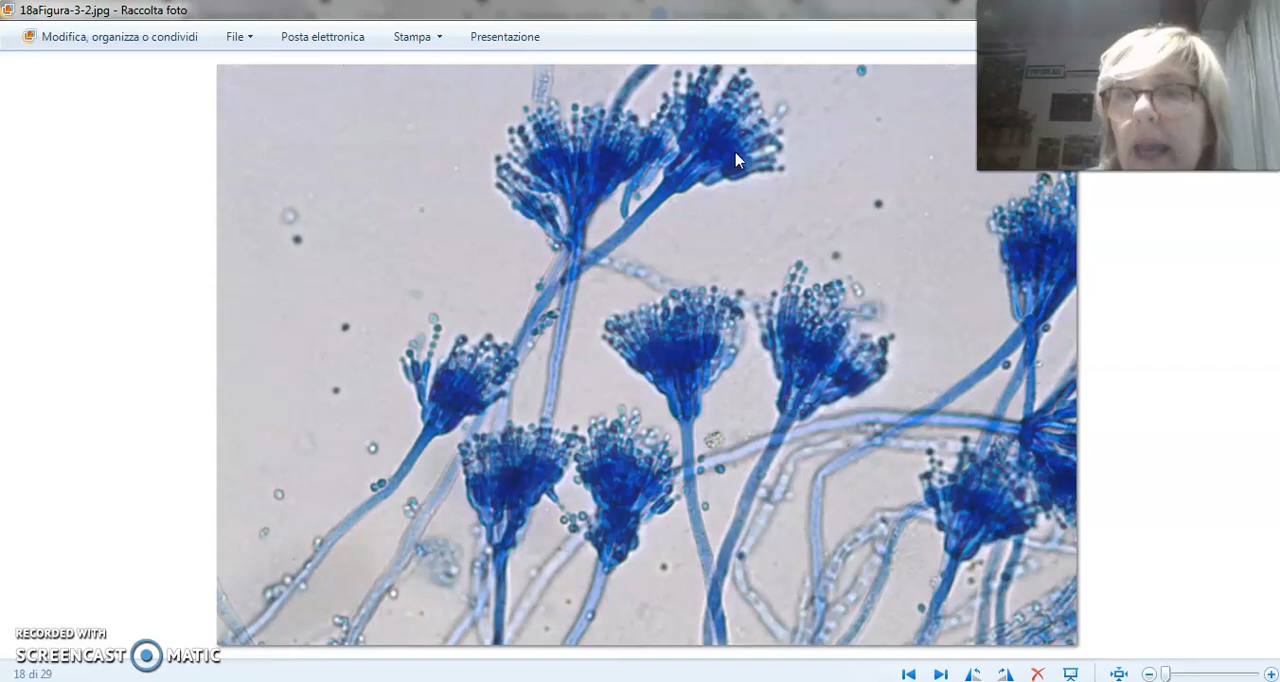 18aFigura-3-2.jpg - Raccolta foto
Modifica, organizza o condividi File Posta elettronica Stampa Presentazione
RECORDED WITH
SCREENCAST MATIC
18 di 29